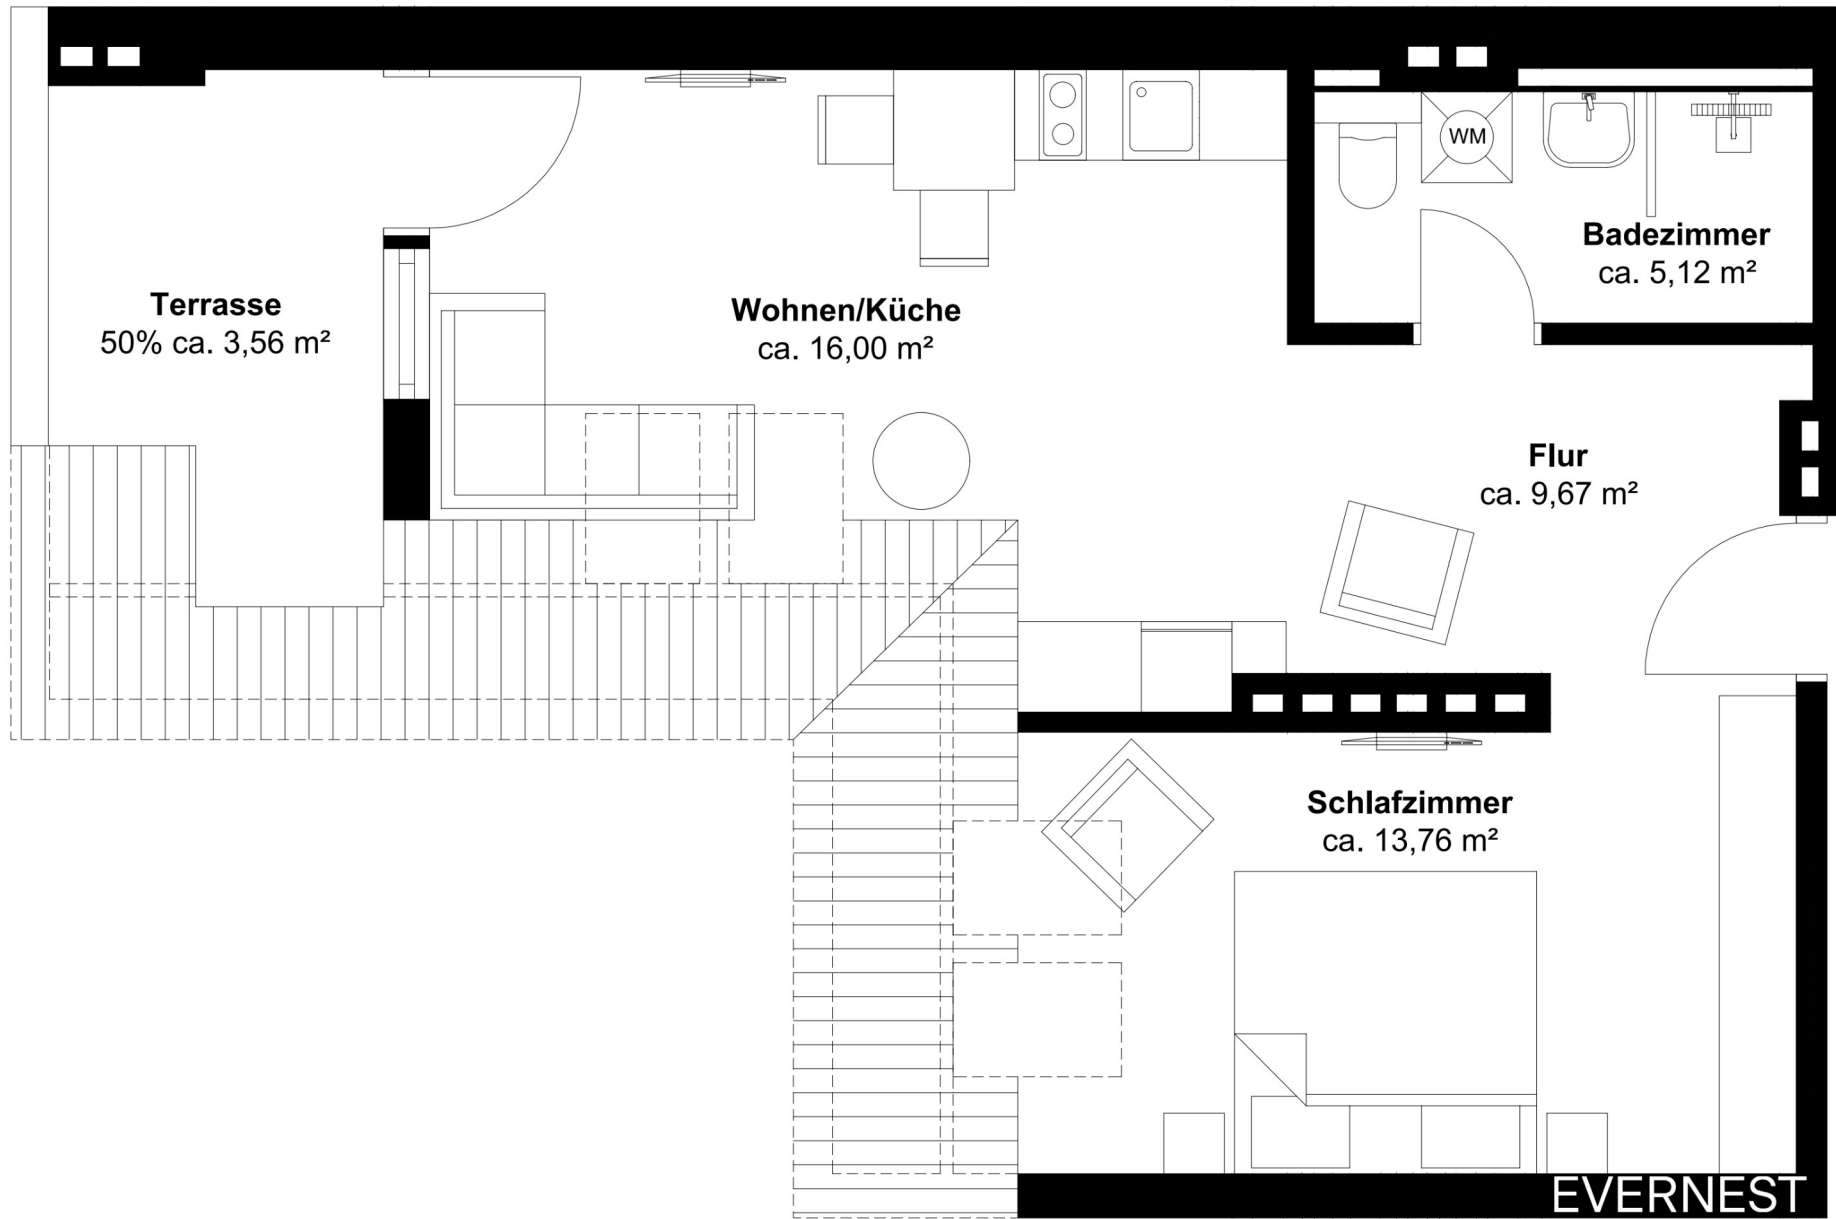 WM
Badezimmer
ca. 5,12 m²
Terrasse
50% ca. 3,56 m²
Wohnen/Küche
ca. 16,00 m²
Flur
ca. 9,67 m²
Schlafzimmer
ca. 13,76 m²
EVERNEST